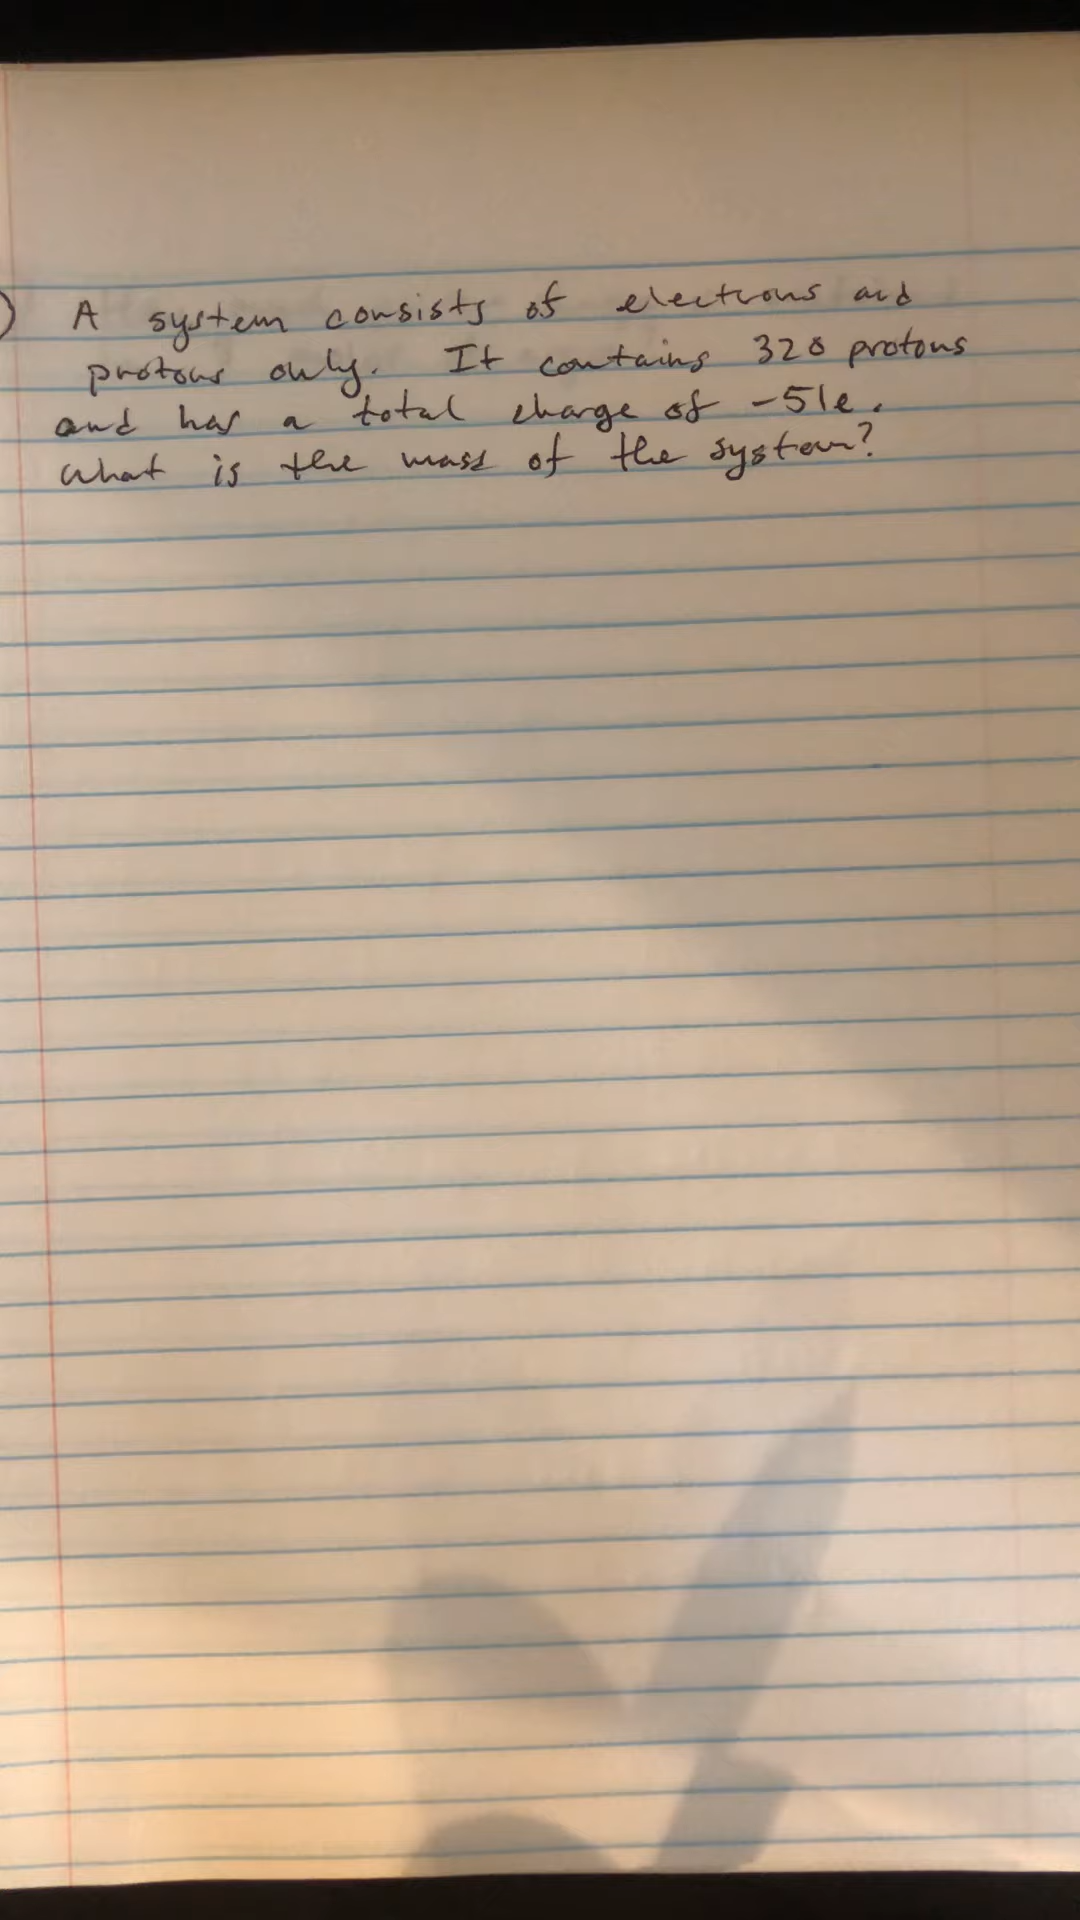 ) A system consists of electrons and
protons only. It contains 320 protons
and has a total charge of -51e.
what is the mass of the system?